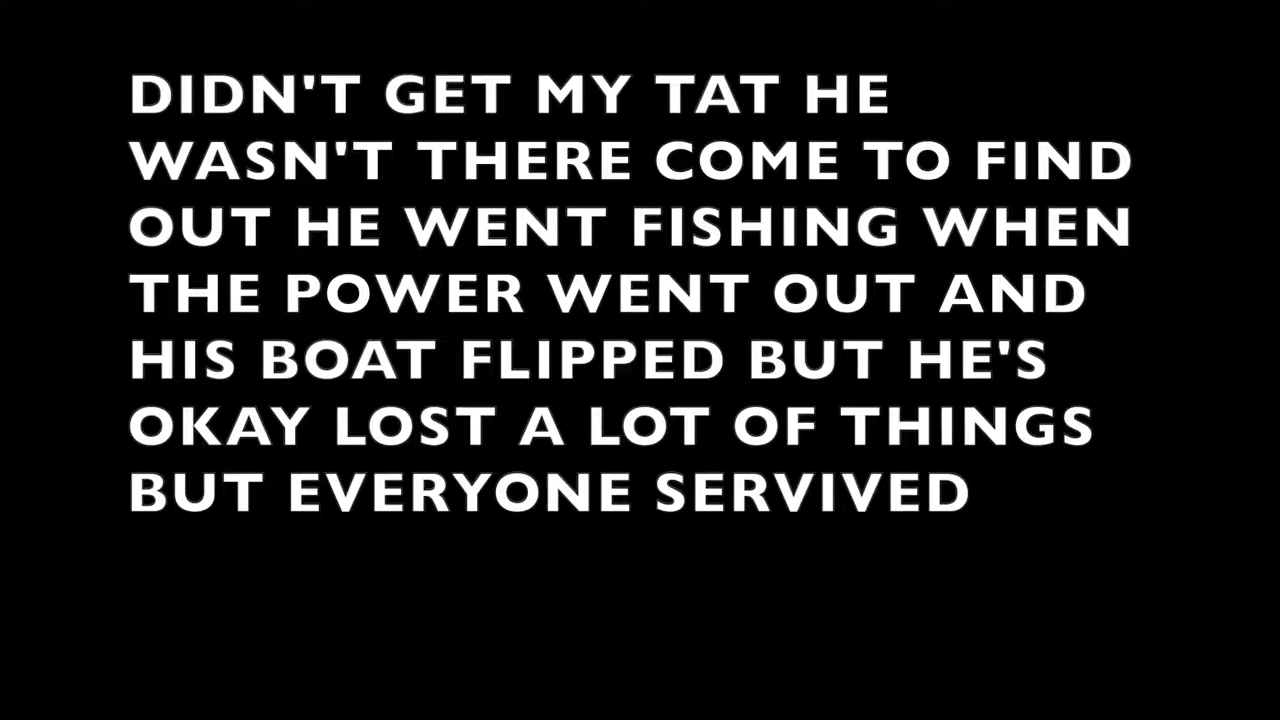 DIDN'T GET MY TAT HE
WASN'T THERE COME TO FIND
OUT HE WENT FISHING WHEN
THE POWER WENT OUT AND
HIS BOAT FLIPPED BUT HE'S
OKAY LOST A LOT OF THINGS
BUT EVERYONE SERVIVED